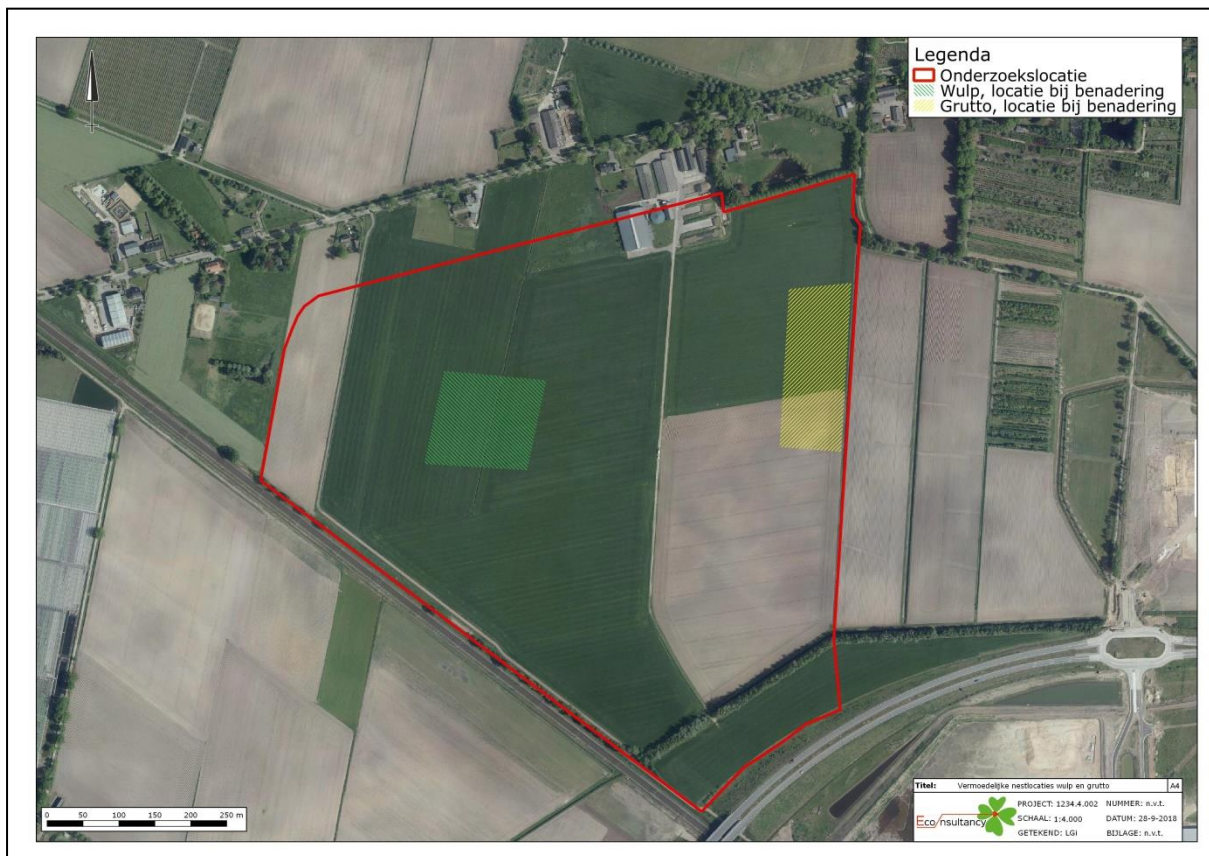 Legenda
Onderzoekslocatie
Wulp, locatie bij benadering
Grutto, locatie bij benadering
0 50 100 150 200 250 m
Titel: Vermoedelijke nestlocaties wulp en grutto A4
Econsultancy
PROJECT: 1234.4.002 NUMMER: n.v.t.
SCHAAL: 1:4.000 DATUM: 28-9-2018
GETEKEND: LGI BIJLAGE: n.v.t.